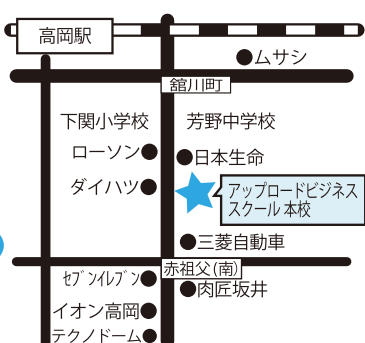 高岡駅
ムサシ
舘川町
下関小学校
芳野中学校
ローソン
日本生命
ダイハツ
アップロードビジネス
スクール 本校
三菱自動車
赤祖父(南)
セブンイレブン
肉匠坂井
イオン高岡
テクノドーム